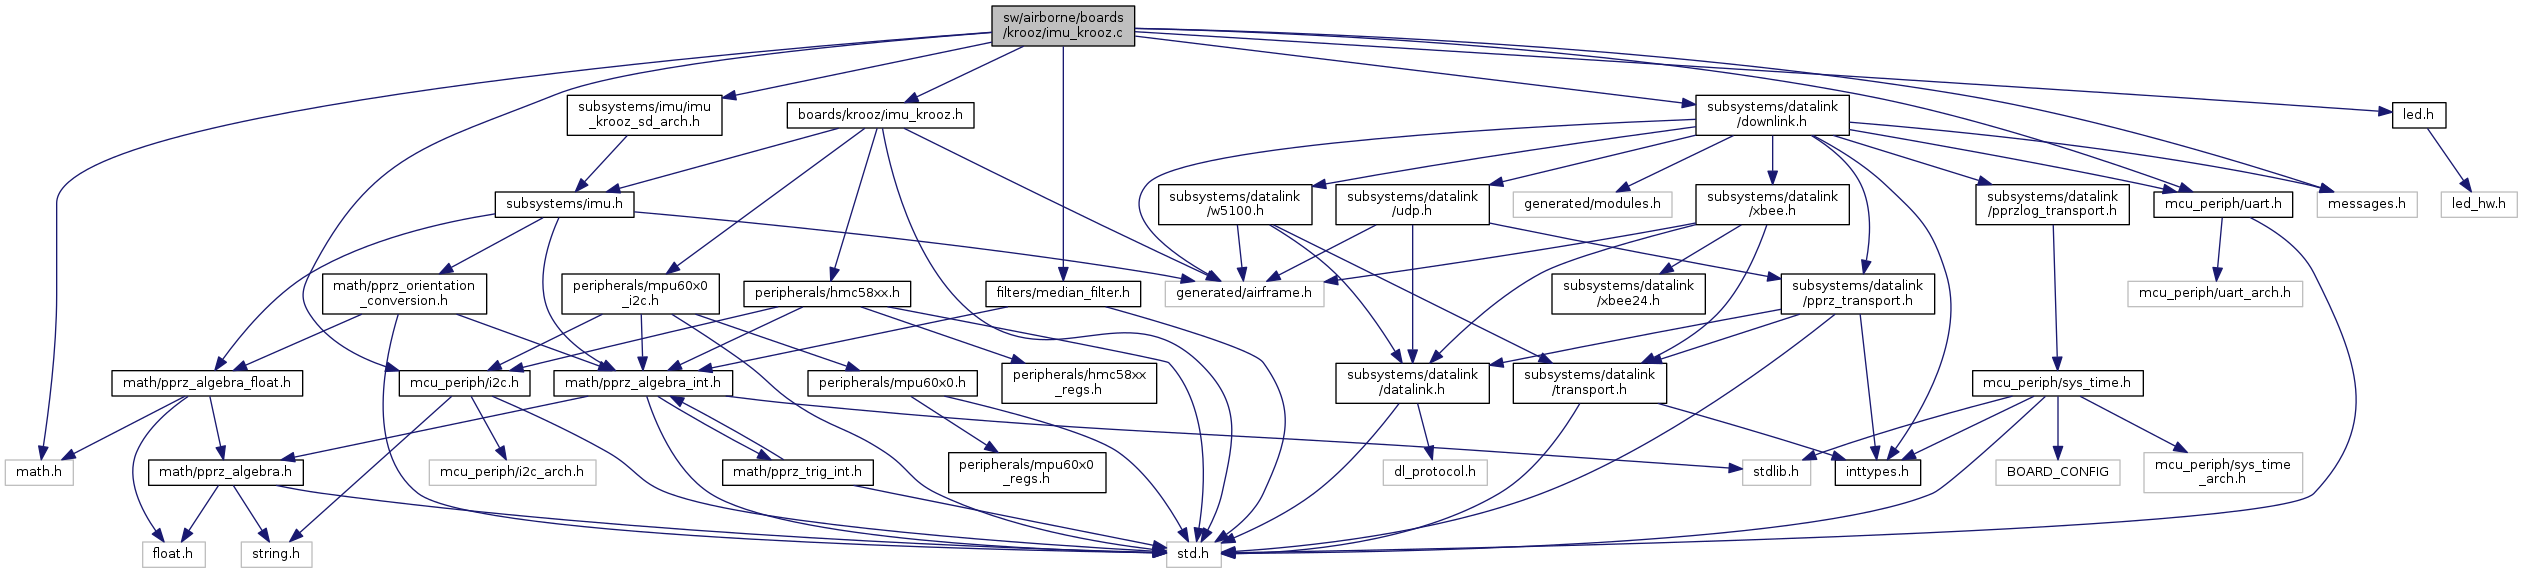 sw/airborne/boards
/krooz/imu_krooz.c
subsystems/imu/imu
_krooz_sd_arch.h
boards/krooz/imu_krooz.h
subsystems/datalink
/downlink.h
led.h
subsystems/imu.h
subsystems/datalink
/w5100.h
subsystems/datalink
/udp.h
generated/modules.h
subsystems/datalink
/xbee.h
subsystems/datalink
/pprzlog_transport.h
mcu_periph/uart.h
messages.h
led_hw.h
math/pprz_orientation
_conversion.h
peripherals/mpu60x0
_i2c.h
peripherals/hmc58xx.h
filters/median_filter.h
generated/airframe.h
subsystems/datalink
/xbee24.h
subsystems/datalink
/pprz_transport.h
mcu_periph/uart_arch.h
math/pprz_algebra_float.h
mcu_periph/i2c.h
math/pprz_algebra_int.h
peripherals/mpu60x0.h
peripherals/hmc58xx
_regs.h
subsystems/datalink
/datalink.h
subsystems/datalink
/transport.h
mcu_periph/sys_time.h
math.h
math/pprz_algebra.h
mcu_periph/i2c_arch.h
math/pprz_trig_int.h
peripherals/mpu60x0
_regs.h
dl_protocol.h
stdlib.h
inttypes.h
BOARD_CONFIG
mcu_periph/sys_time
_arch.h
float.h
string.h
std.h